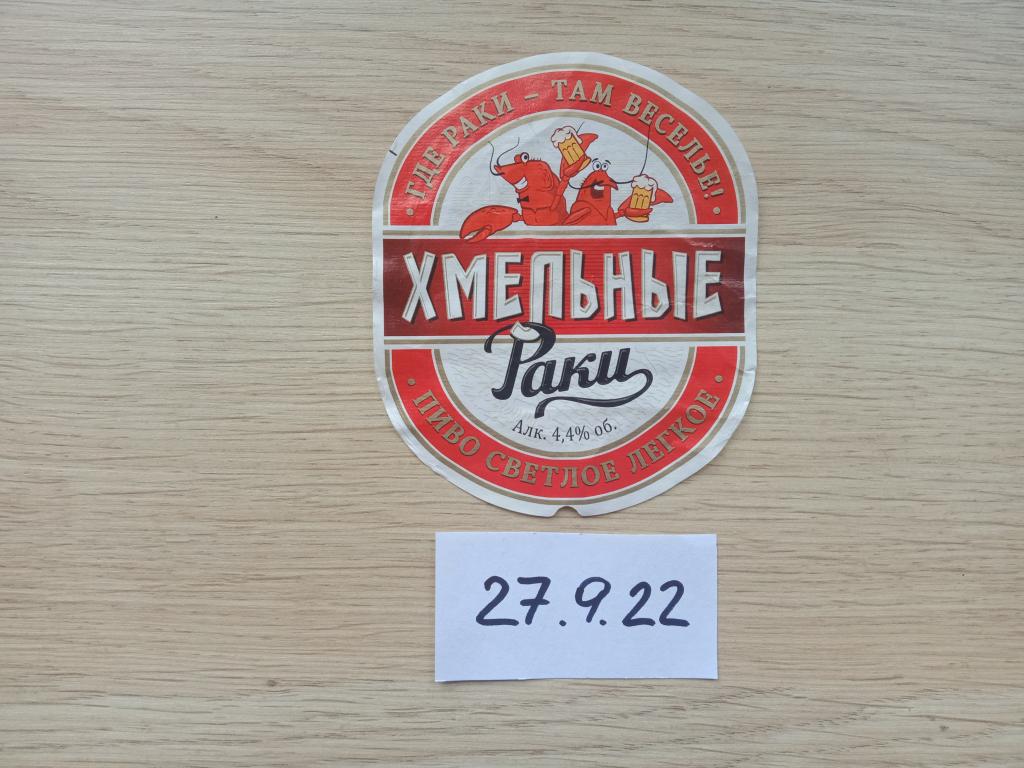 · ГДЕ РАКИ – ТАМ ВЕСЕЛЬЕ! ·
ХМЕЛЬНЫЕ
Раки
Алк. 4,4% об.
· ПИВО СВЕТЛОЕ ЛЕГКОЕ ·
27.9.22